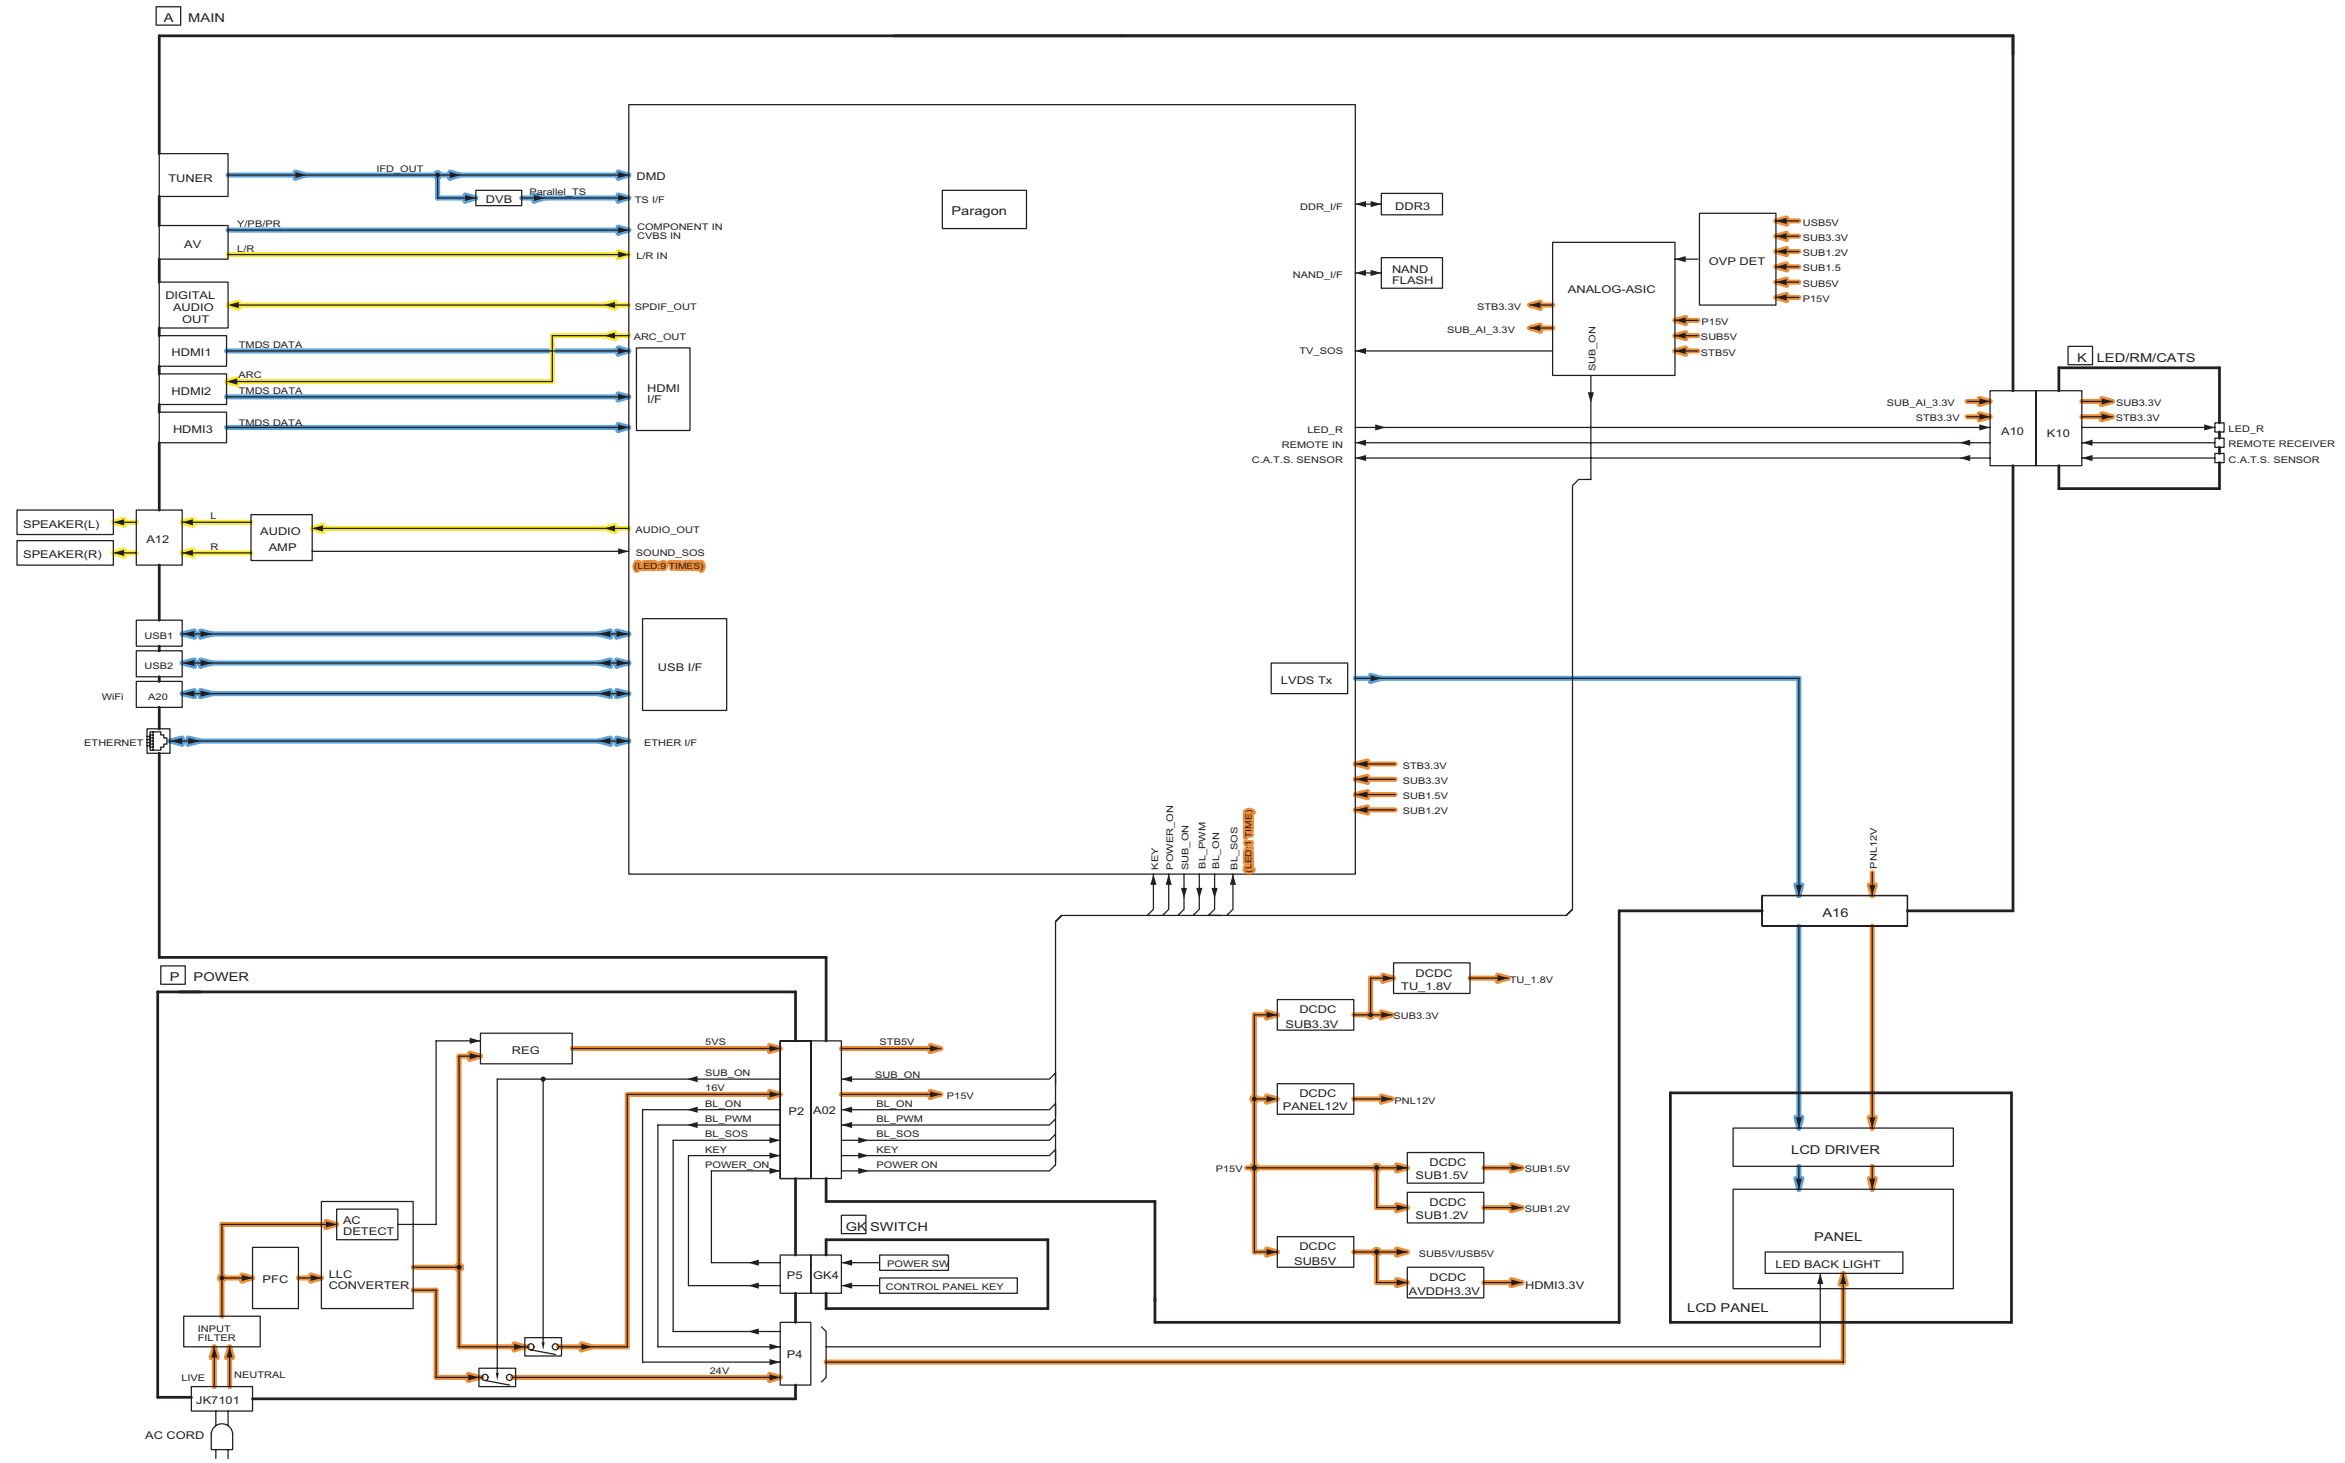 A MAIN
TUNER
IFD_OUT
DVB
Parallel_TS
DMD
TS I/F
AV
Y/PB/PR
L/R
COMPONENT IN
CVBS IN
L/R IN
DIGITAL
AUDIO
OUT
SPDIF_OUT
ARC_OUT
HDMI1
TMDS DATA
HDMI2
ARC
TMDS DATA
HDMI3
TMDS DATA
HDMI
I/F
Paragon
DDR_I/F
DDR3
NAND_I/F
NAND
FLASH
TV_SOS
LED_R
REMOTE IN
C.A.T.S. SENSOR
ANALOG-ASIC
SUB_ON
STB3.3V
SUB_AI_3.3V
OVP DET
USB5V
SUB3.3V
SUB1.2V
SUB1.5
SUB5V
P15V
P15V
SUB5V
STB5V
K LED/RM/CATS
SUB_AI_3.3V
STB3.3V
A10
K10
SUB3.3V
STB3.3V
LED_R
REMOTE RECEIVER
C.A.T.S. SENSOR
SPEAKER(L)
SPEAKER(R)
A12
L
R
AUDIO
AMP
AUDIO_OUT
SOUND_SOS
(LED:9 TIMES)
USB1
USB2
WiFi
A20
ETHERNET
USB I/F
ETHER I/F
LVDS Tx
STB3.3V
SUB3.3V
SUB1.5V
SUB1.2V
KEY
POWER_ON
SUB_ON
BL_PWM
BL_ON
BL_SOS
(LED:1 TIME)
PNL12V
A16
P POWER
REG
5VS
SUB_ON
16V
BL_ON
BL_PWM
BL_SOS
KEY
POWER_ON
P2
A02
STB5V
SUB_ON
P15V
BL_ON
BL_PWM
BL_SOS
KEY
POWER ON
AC
DETECT
PFC
LLC
CONVERTER
INPUT
FILTER
LIVE
NEUTRAL
JK7101
AC CORD
24V
GK SWITCH
P5
GK4
POWER SW
CONTROL PANEL KEY
P4
P15V
DCDC
SUB3.3V
DCDC
TU_1.8V
TU_1.8V
SUB3.3V
DCDC
PANEL12V
PNL12V
DCDC
SUB1.5V
SUB1.5V
DCDC
SUB1.2V
SUB1.2V
DCDC
SUB5V
SUB5V/USB5V
DCDC
AVDDH3.3V
HDMI3.3V
LCD DRIVER
PANEL
LED BACK LIGHT
LCD PANEL